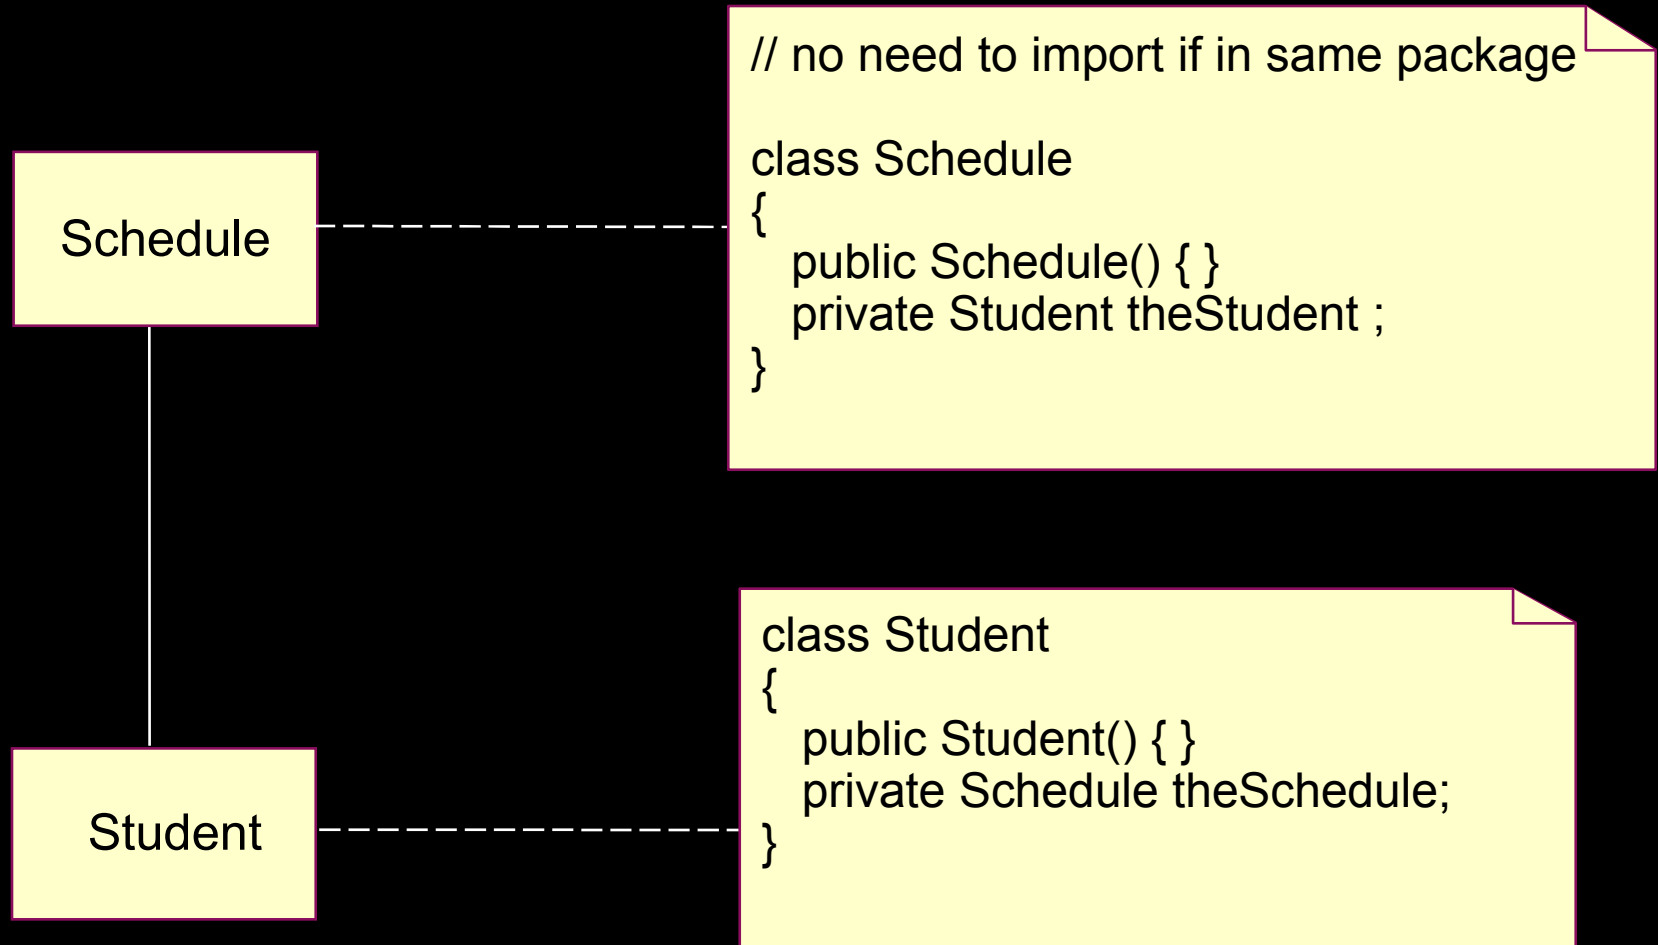 // no need to import if in same package
class Schedule
{
public Schedule() { }
private Student theStudent ;
}
Schedule
class Student
{
public Student() { }
private Schedule theSchedule;
}
Student